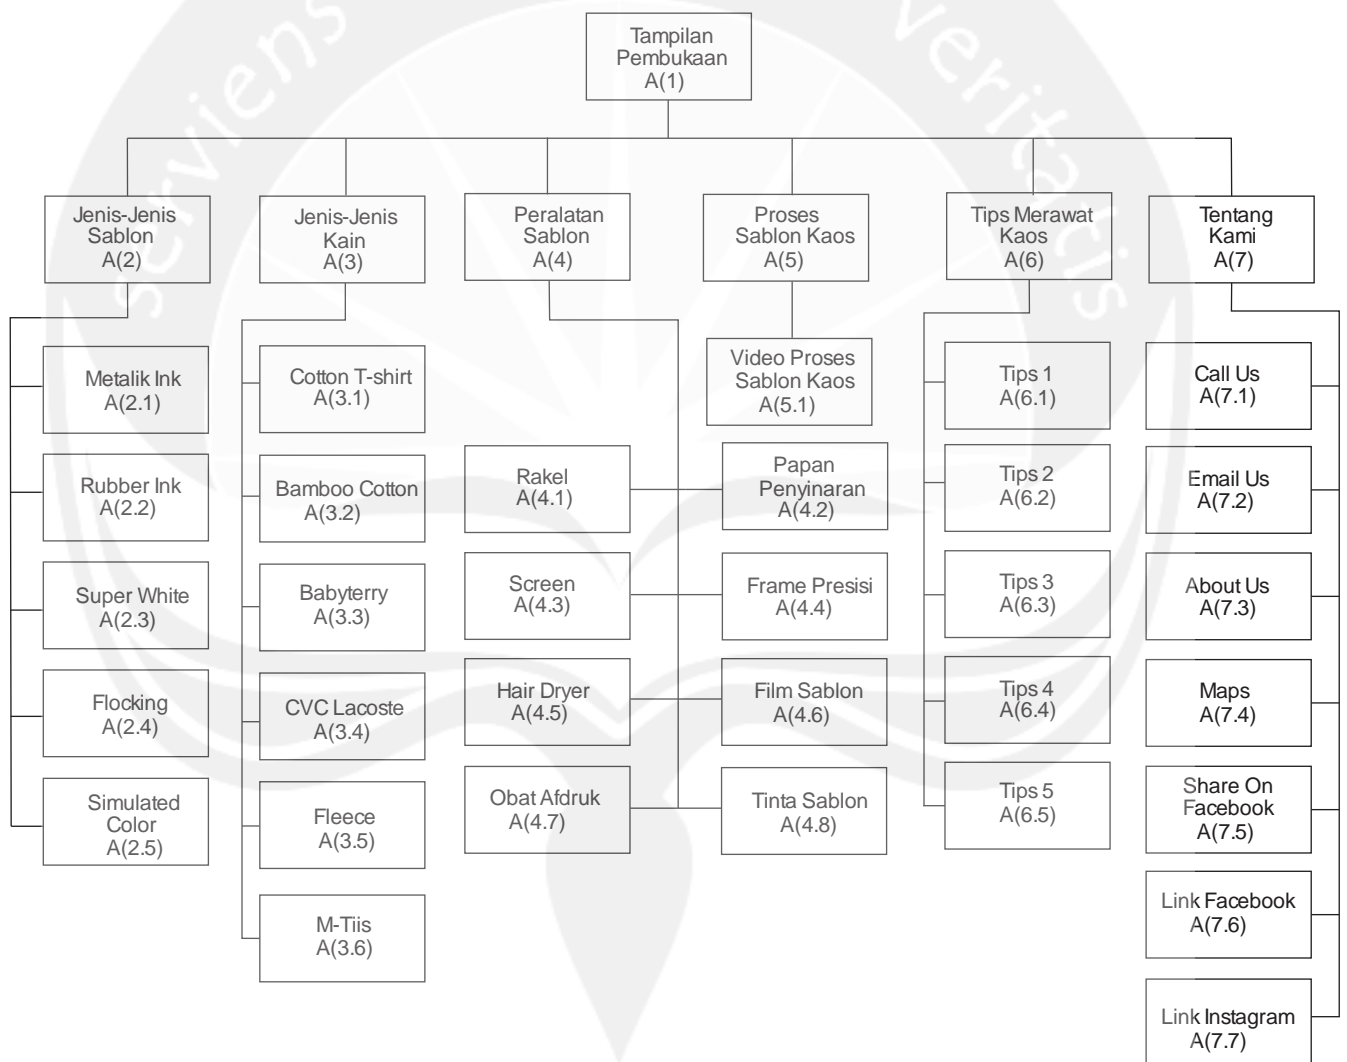 serviens
veritatis
Tampilan
Pembukaan
A(1)
Jenis-Jenis
Sablon
A(2)
Jenis-Jenis
Kain
A(3)
Peralatan
Sablon
A(4)
Proses
Sablon Kaos
A(5)
Tips Merawat
Kaos
A(6)
Tentang
Kami
A(7)
Metalik Ink
A(2.1)
Rubber Ink
A(2.2)
Super White
A(2.3)
Flocking
A(2.4)
Simulated
Color
A(2.5)
Cotton T-shirt
A(3.1)
Bamboo Cotton
A(3.2)
Babyterry
A(3.3)
CVC Lacoste
A(3.4)
Fleece
A(3.5)
M-Tiis
A(3.6)
Rakel
A(4.1)
Papan
Penyinaran
A(4.2)
Screen
A(4.3)
Frame Presisi
A(4.4)
Hair Dryer
A(4.5)
Film Sablon
A(4.6)
Obat Afdruk
A(4.7)
Tinta Sablon
A(4.8)
Video Proses
Sablon Kaos
A(5.1)
Tips 1
A(6.1)
Tips 2
A(6.2)
Tips 3
A(6.3)
Tips 4
A(6.4)
Tips 5
A(6.5)
Call Us
A(7.1)
Email Us
A(7.2)
About Us
A(7.3)
Maps
A(7.4)
Share On
Facebook
A(7.5)
Link Facebook
A(7.6)
Link Instagram
A(7.7)